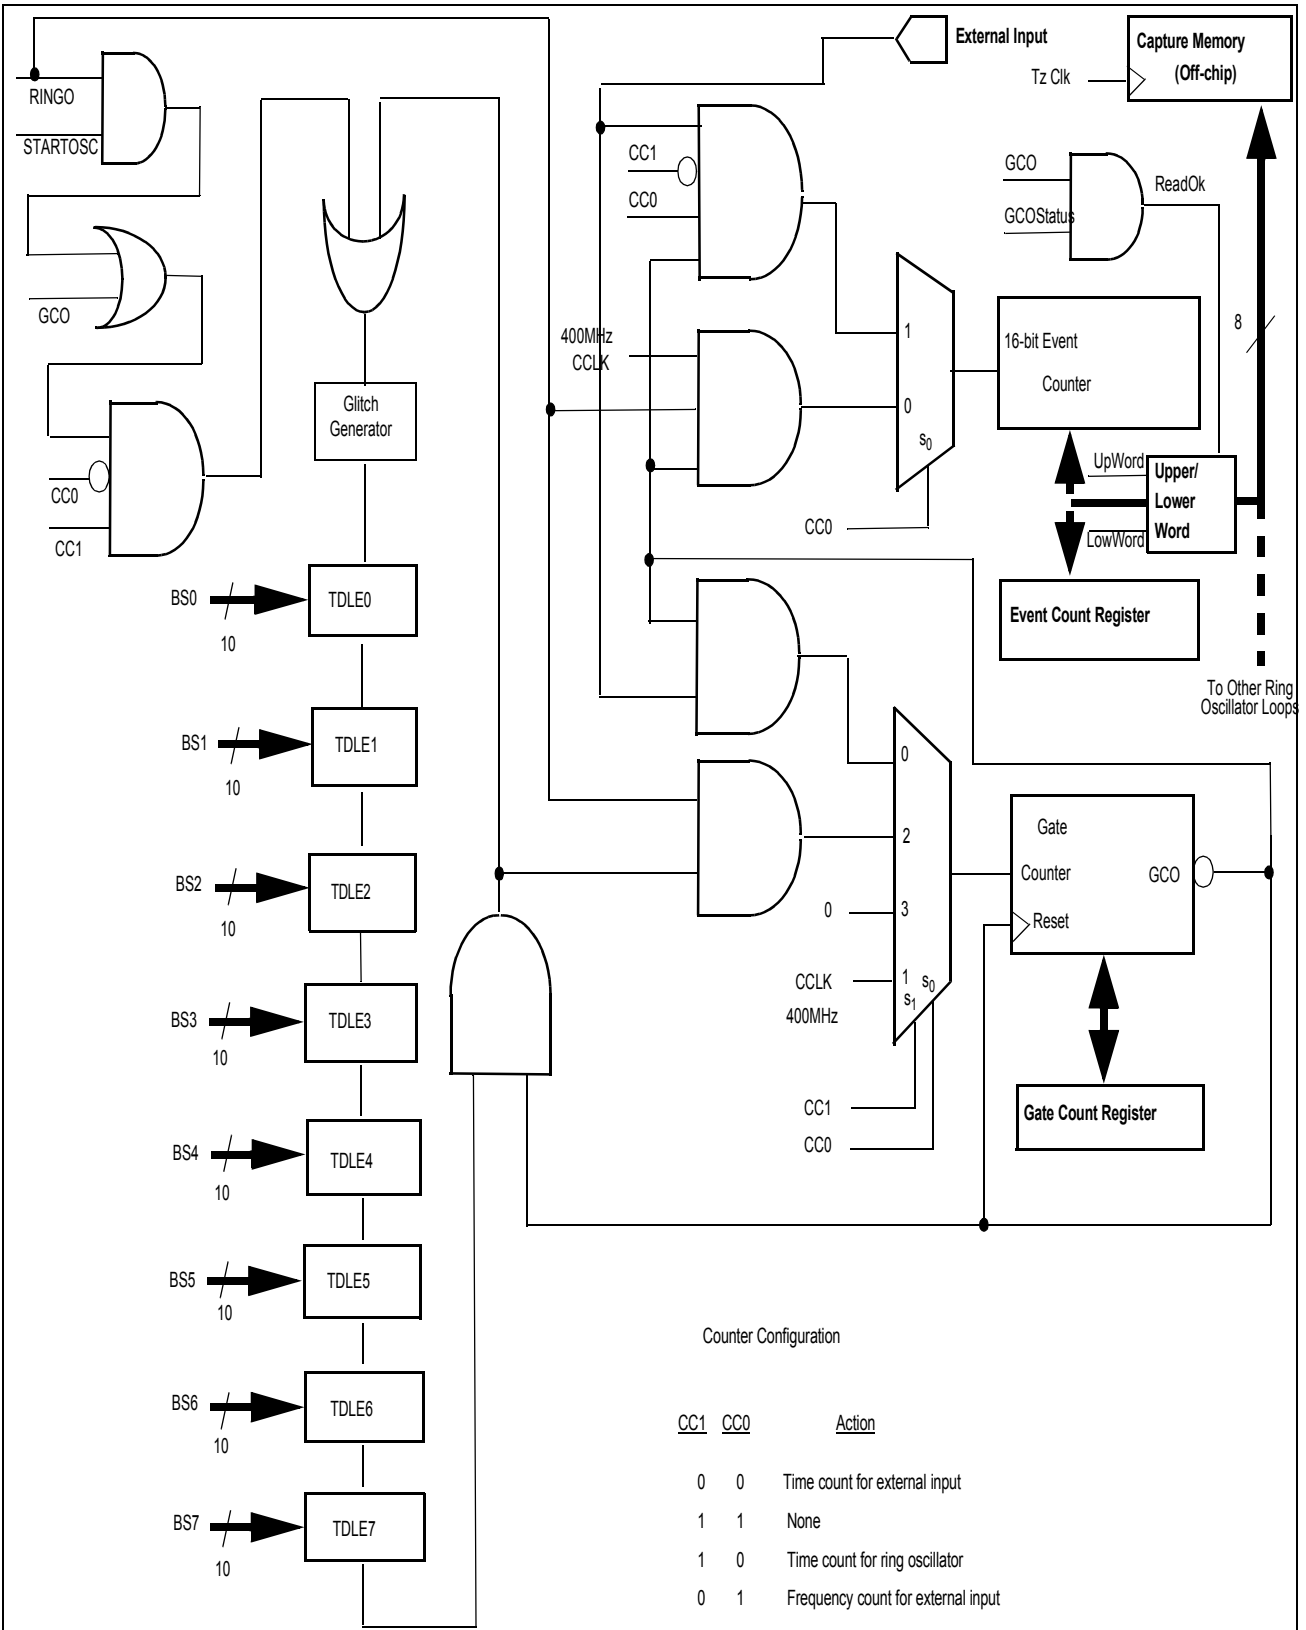 External Input
Capture Memory
(Off-chip)
Tz Clk
RINGO
STARTOSC
CC1
CC0
GCO
GCOStatus
ReadOk
GCO
400MHz
CCLK
1
0
s0
CC0
16-bit Event
Counter
8
Glitch
Generator
CC0
CC1
UpWord
LowWord
Upper/
Lower
Word
Event Count Register
To Other Ring
Oscillator Loops
BS0
10
TDLE0
BS1
10
TDLE1
BS2
10
TDLE2
BS3
10
TDLE3
BS4
10
TDLE4
BS5
10
TDLE5
BS6
10
TDLE6
BS7
10
TDLE7
0
2
0
3
CCLK
400MHz
1
s0
s1
CC1
CC0
Gate
Counter
GCO
Reset
Gate Count Register
Counter Configuration
CC1 CC0 Action
0 0 Time count for external input
1 1 None
1 0 Time count for ring oscillator
0 1 Frequency count for external input